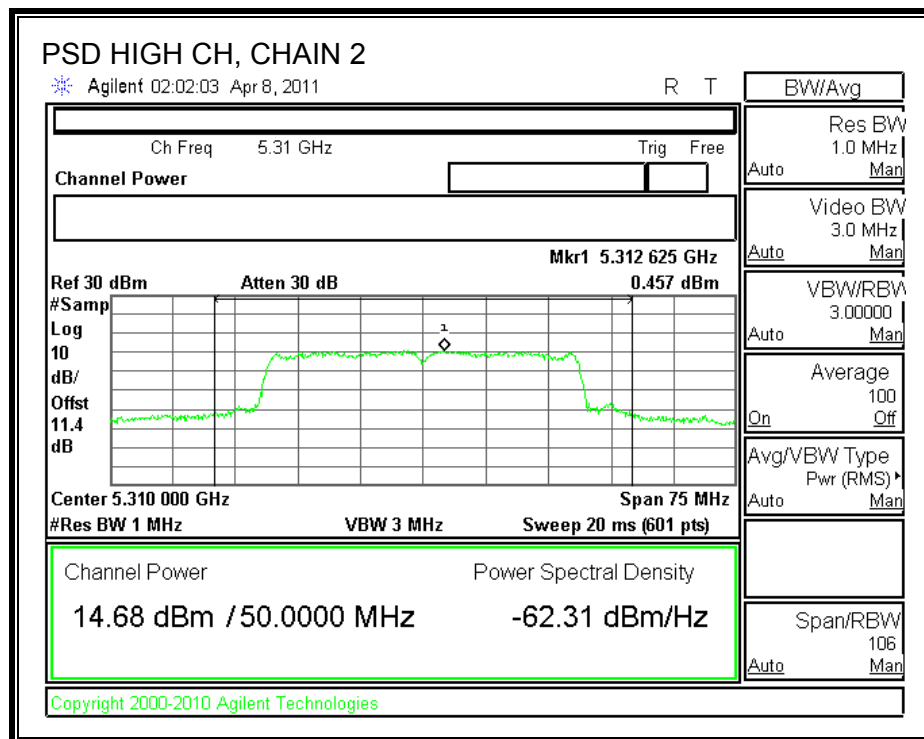 PSD HIGH CH, CHAIN 2
Agilent 02:02:03 Apr 8, 2011 R T
Ch Freq 5.31 GHz Trig Free
Channel Power
Mkr1 5.312 625 GHz
Ref 30 dBm Atten 30 dB 0.457 dBm
#Samp
Log
10
dB/
Offst
11.4
dB
1
Center 5.310 000 GHz Span 75 MHz
#Res BW 1 MHz VBW 3 MHz Sweep 20 ms (601 pts)
Channel Power Power Spectral Density
14.68 dBm / 50.0000 MHz -62.31 dBm/Hz
Copyright 2000-2010 Agilent Technologies
BW/Avg
Res BW
1.0 MHz
Auto Man
Video BW
3.0 MHz
Auto Man
VBW/RBW
3.00000
Auto Man
Average
100
On Off
Avg/VBW Type
Pwr (RMS)
Auto Man
Span/RBW
106
Auto Man